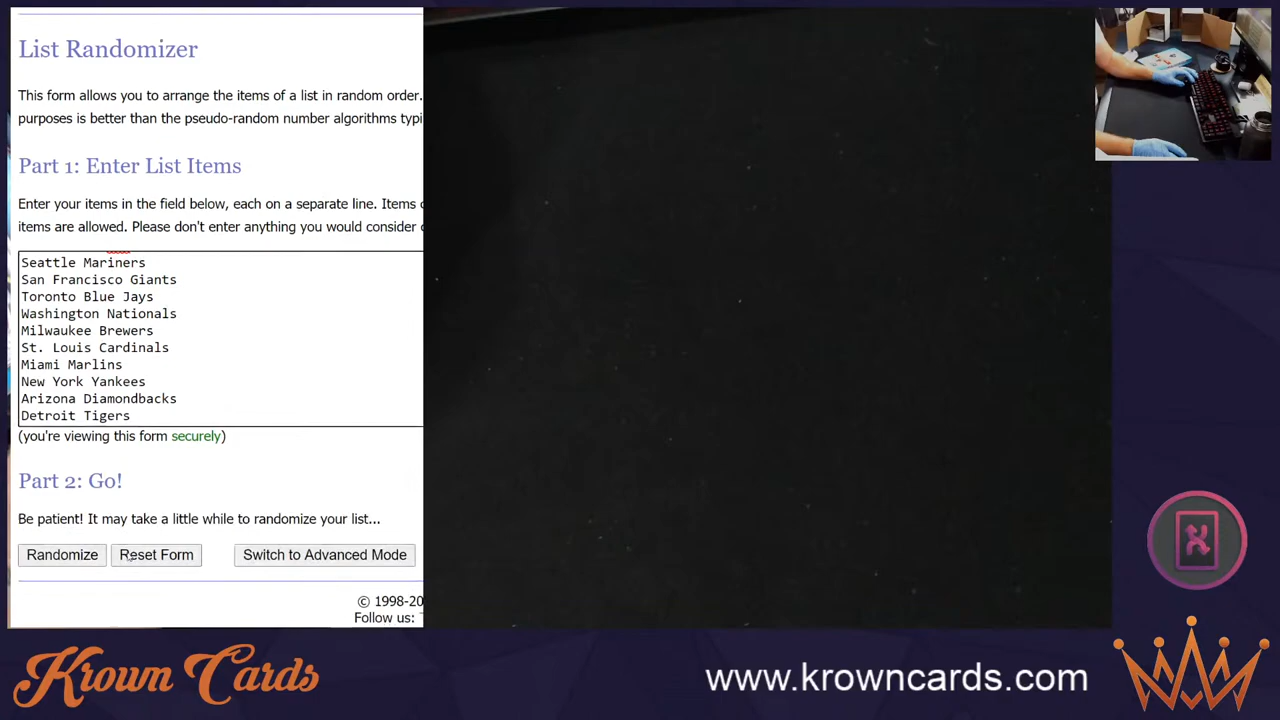 List Randomizer
This form allows you to arrange the items of a list in random order.
purposes is better than the pseudo-random number algorithms typi
Part 1: Enter List Items
Enter your items in the field below, each on a separate line. Items
items are allowed. Please don't enter anything you would consider
Seattle Mariners
San Francisco Giants
Toronto Blue Jays
Washington Nationals
Milwaukee Brewers
St. Louis Cardinals
Miami Marlins
New York Yankees
Arizona Diamondbacks
Detroit Tigers
(you're viewing this form securely)
Part 2: Go!
Be patient! It may take a little while to randomize your list...
Randomize Reset Form Switch to Advanced Mode
© 1998-20
Follow us:
Krown Cards
www.krowncards.com